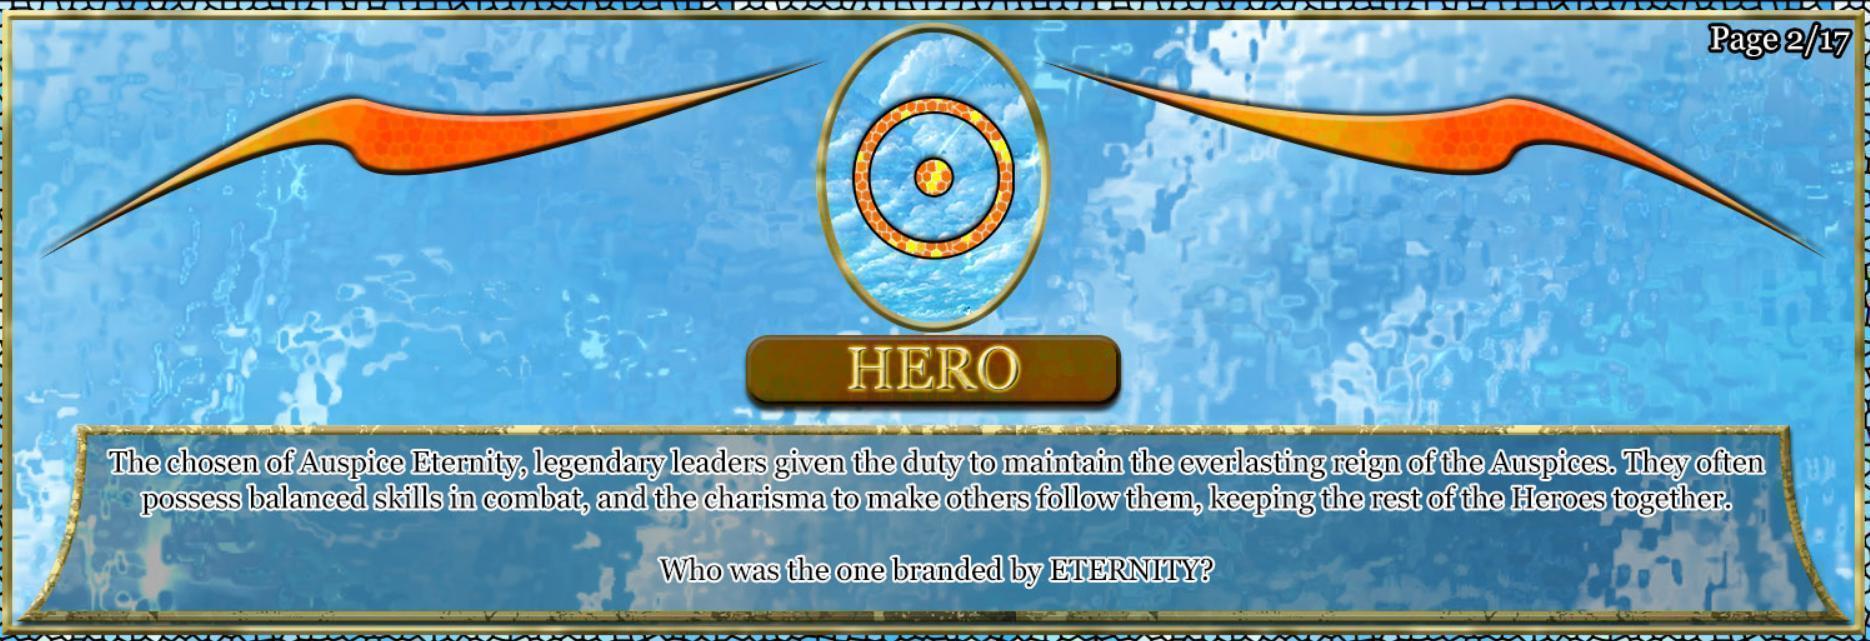 Page 2/17
HERO
The chosen of Auspice Eternity, legendary leaders given the duty to maintain the everlasting reign of the Auspices. They often
possess balanced skills in combat, and the charisma to make others follow them, keeping the rest of the Heroes together.
Who was the one branded by ETERNITY?